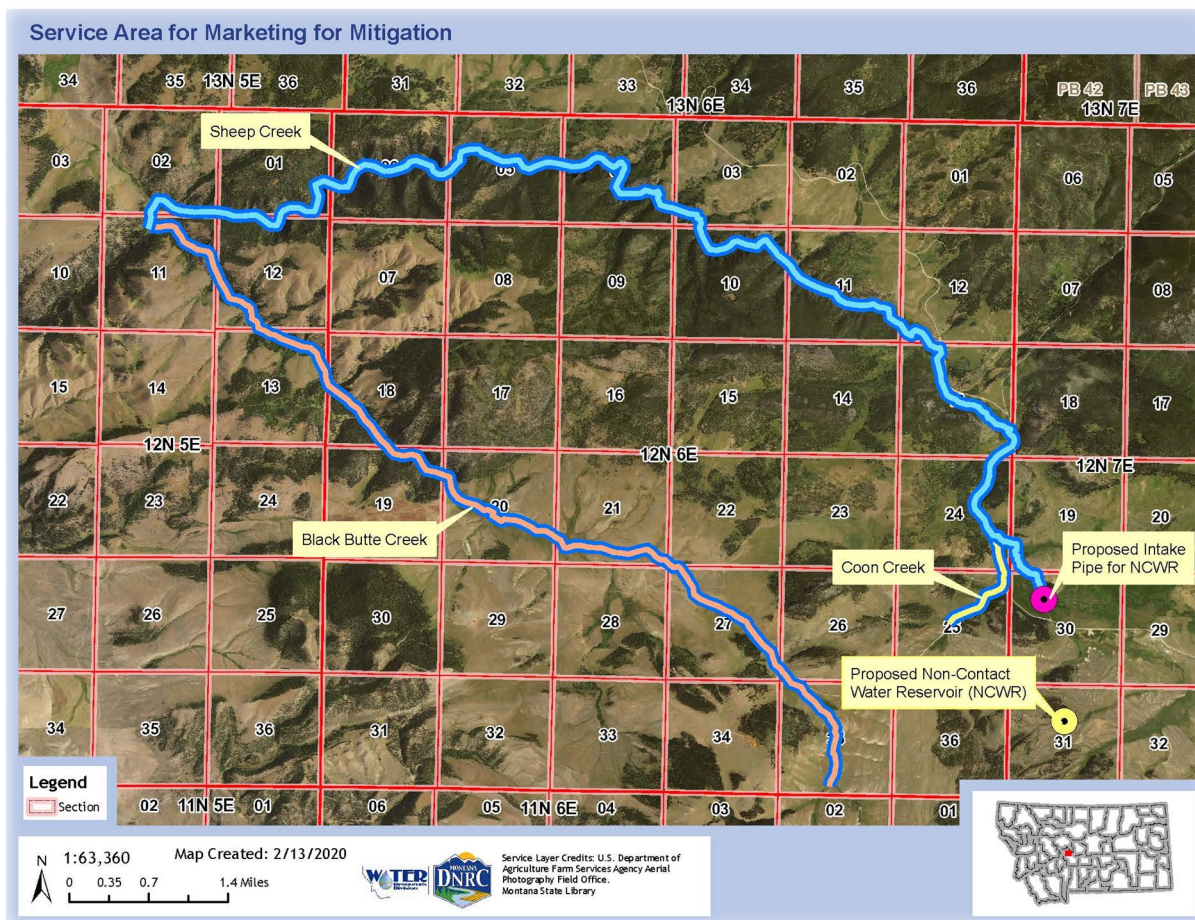 Service Area for Marketing for Mitigation
34 35 13N 5E 36 31 32 33 34 35 36 PB 42 PB 43
13N 6E 13N 7E
Sheep Creek
03 02 01 05 03 02 01 06 05
10 11 12 07 08 09 10 11 12 07 08
15 14 13 18 17 16 15 14 13 18 17
12N 5E 12N 6E 12N 7E
22 23 24 19 20 21 22 23 24 19 20
Black Butte Creek
Coon Creek
Proposed Intake
Pipe for NCWR
27 26 25 30 29 28 27 26 25 30 29
Proposed Non-Contact
Water Reservoir (NCWR)
34 35 36 31 32 33 34 36 31 32
Legend
Section
02 11N 5E 01 06 05 11N 6E 04 03 02 01
N
1:63,360
Map Created: 2/13/2020
0 0.35 0.7 1.4 Miles
WATER
MONTANA
DNRC
Service Layer Credits: U.S. Department of
Agriculture Farm Services Agency Aerial
Photography Field Office.
Montana State Library